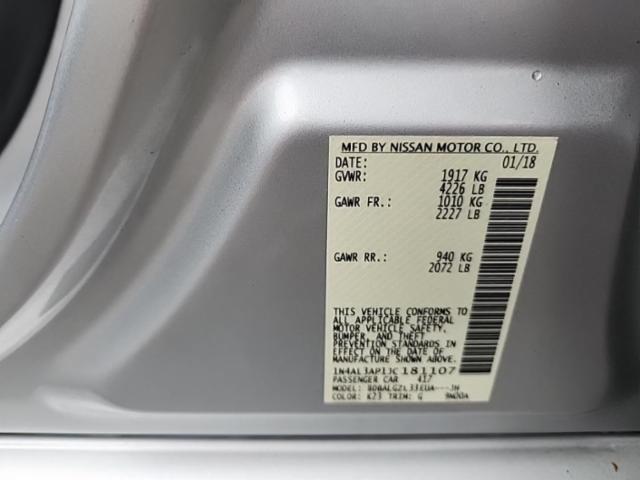 MFD BY NISSAN MOTOR CO., LTD.
DATE: 01/18
GVWR: 1917 KG
4226 LB
GAWR FR.: 1010 KG
2227 LB
GAWR RR.: 940 KG
2072 LB
THIS VEHICLE CONFORMS TO
ALL APPLICABLE FEDERAL
MOTOR VEHICLE SAFETY,
BUMPER, AND THEFT
PREVENTION STANDARDS IN
EFFECT ON THE DATE OF
MANUFACTURE SHOWN ABOVE.
1N4AL3AP1JC181107
PASSENGER CAR 417
MODEL:
COLOR: K23 TRIM: G